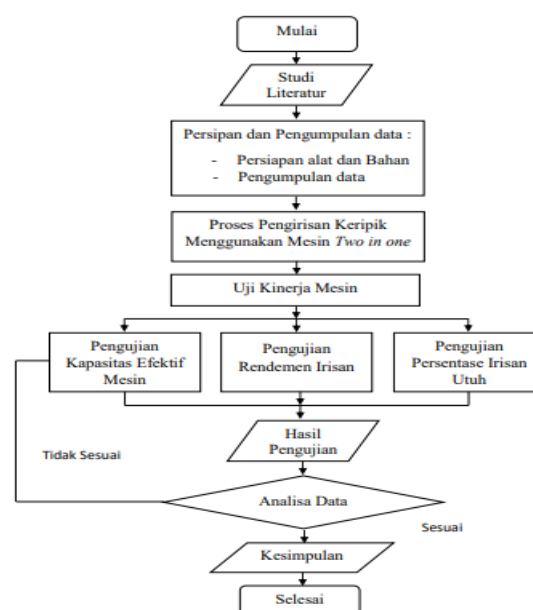 Mulai
Studi
Literatur
Persipan dan Pengumpulan data :
- Persiapan alat dan Bahan
- Pengumpulan data
Proses Pengirisan Keripik
Menggunakan Mesin Two in one
Uji Kinerja Mesin
Pengujian
Kapasitas Efektif
Mesin
Pengujian
Rendemen Irisan
Pengujian
Persentase Irisan
Utuh
Hasil
Pengujian
Tidak Sesuai
Analisa Data
Sesuai
Kesimpulan
Selesai